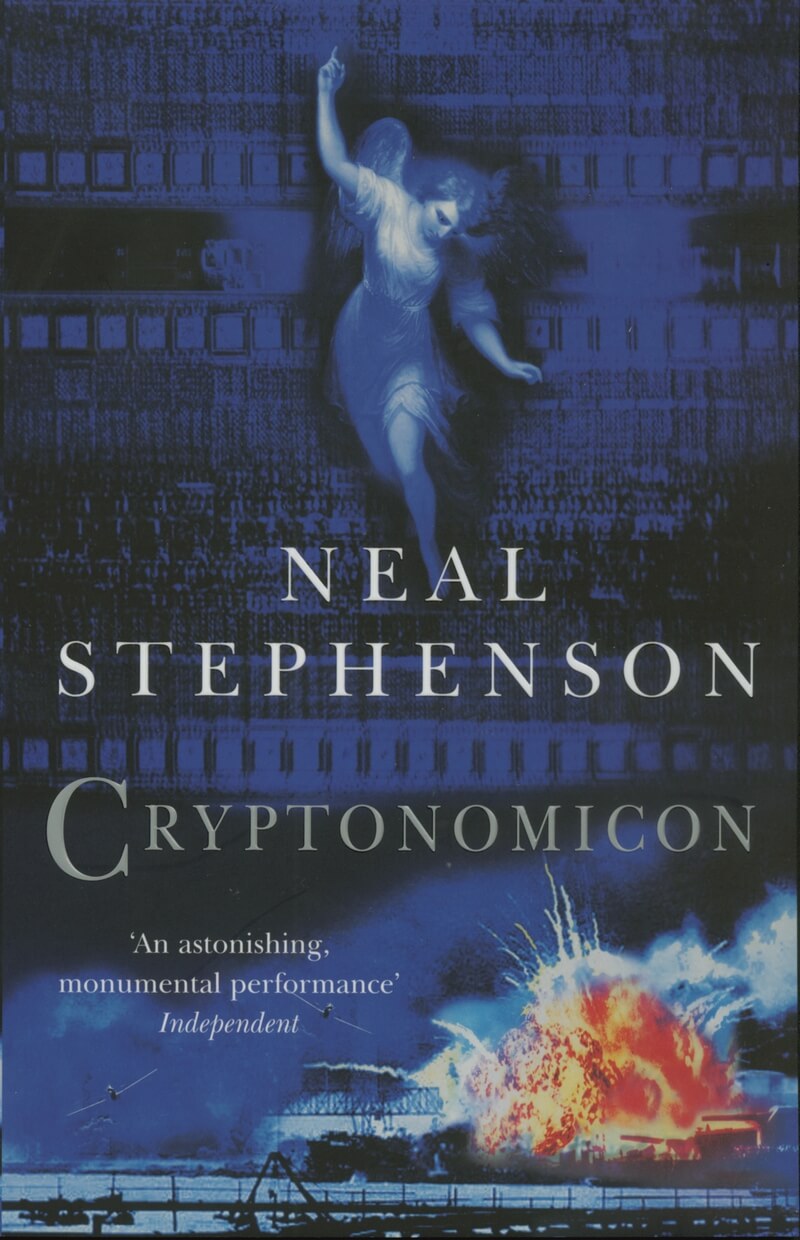 NEAL
STEPHENSON
CRYPTONOMICON
‘An astonishing,
monumental performance’
Independent